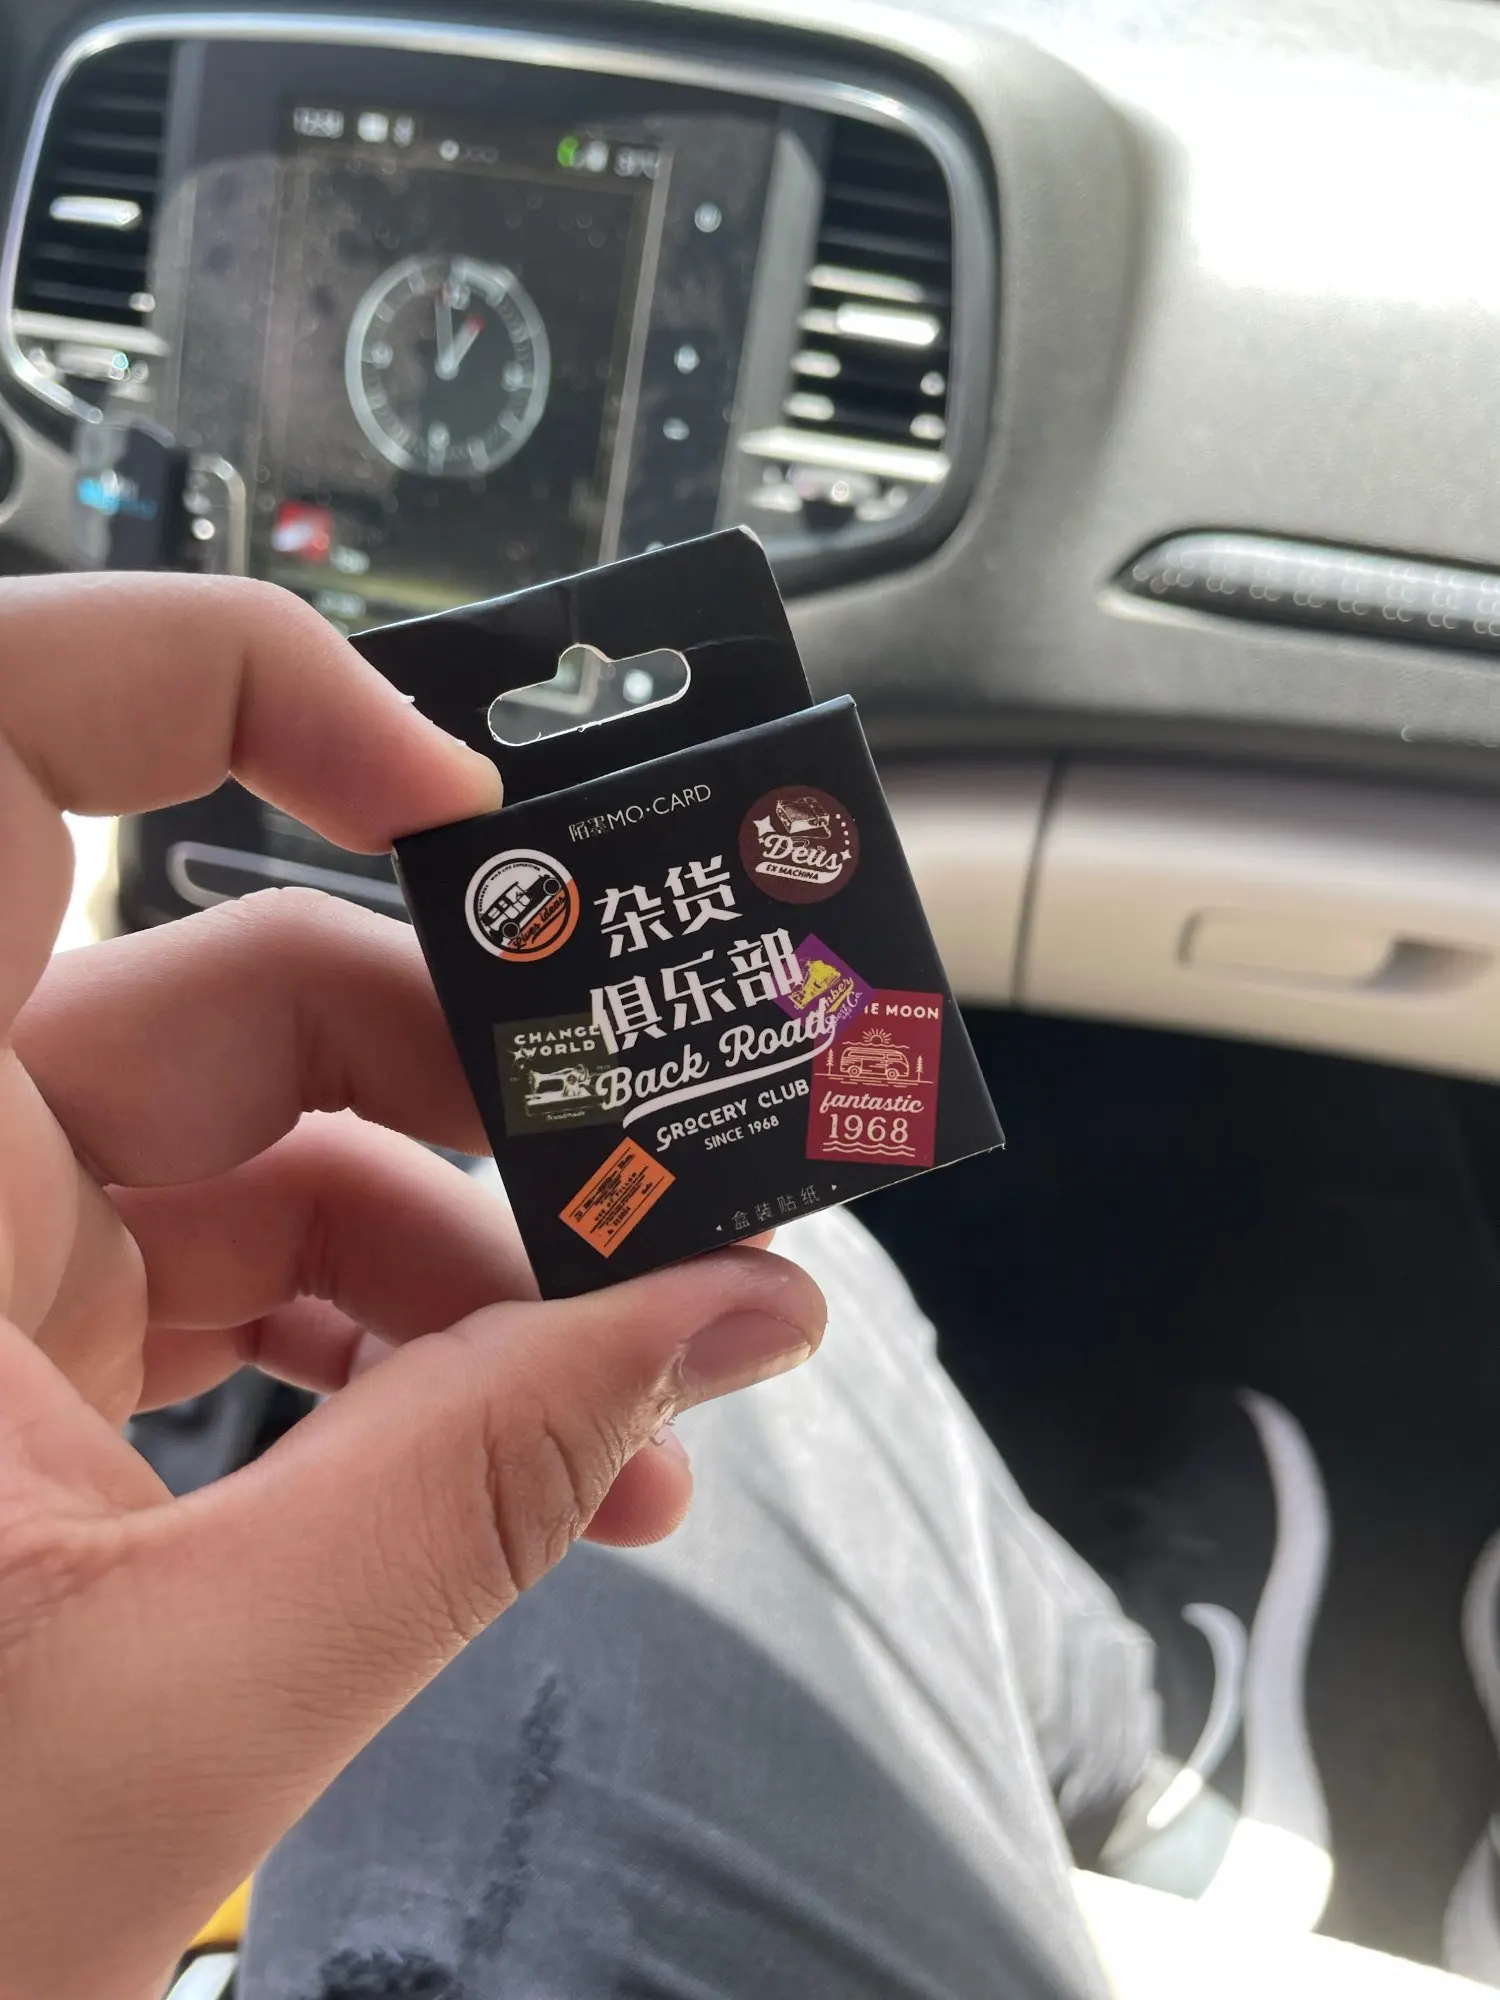 陌墨MO·CARD
杂货
俱乐部
Back Road
GROCERY CLUB
SINCE 1968
Deus
EX MACHINA
CHANGE
WORLD
Handmade
MOON
fantastic
1968
盒装贴纸